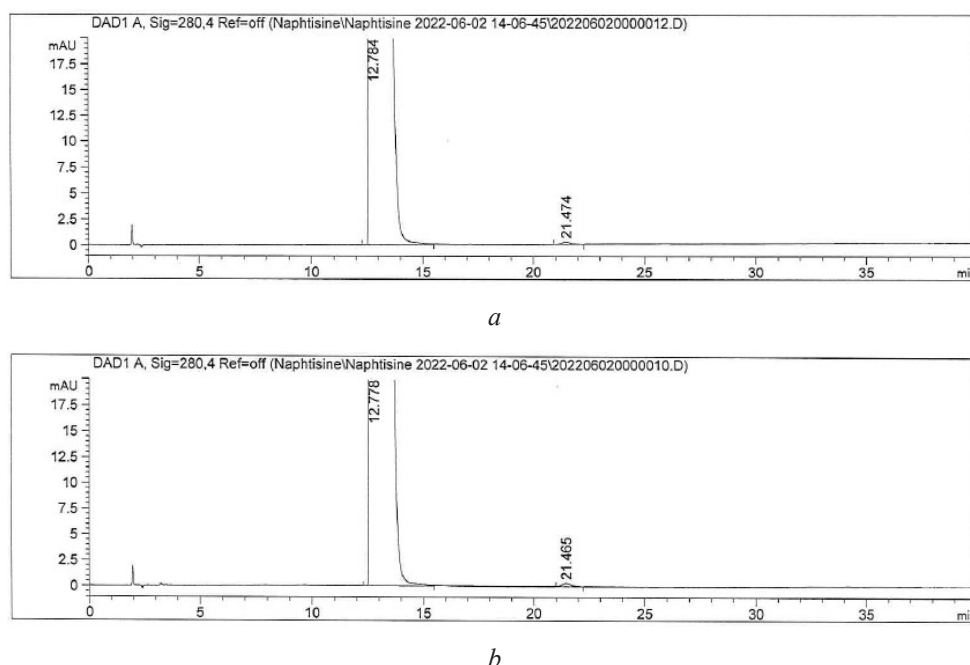 DAD1 A, Sig=280,4 Ref=off (Naphtisine\Naphtisine 2022-06-02 14-06-45\202206020000012.D)
mAU
17.5
15
12.5
10
7.5
5
2.5
0
12.784
21.474
0 5 10 15 20 25 30 35 mi
a
DAD1 A, Sig=280,4 Ref=off (Naphtisine\Naphtisine 2022-06-02 14-06-45\202206020000010.D)
mAU
17.5
15
12.5
10
7.5
5
2.5
0
12.778
21.465
0 5 10 15 20 25 30 35 mi
b